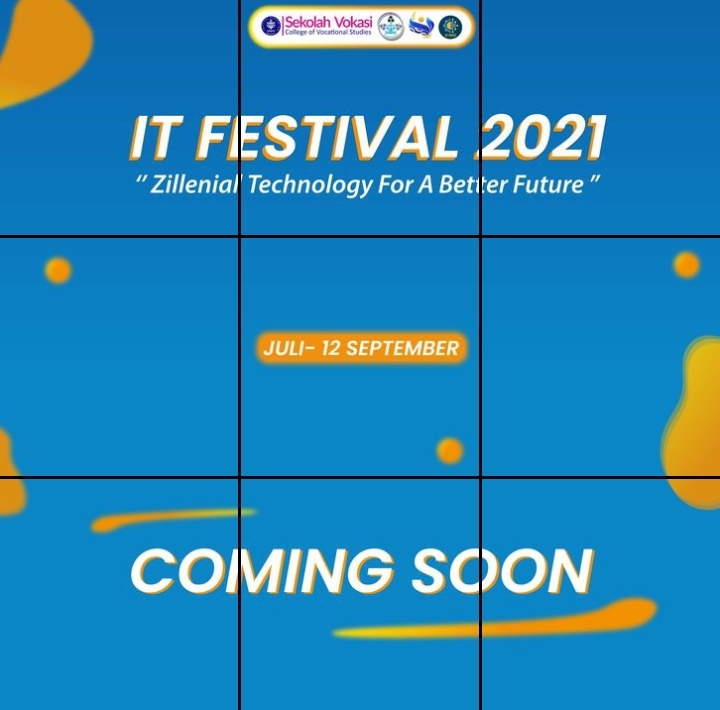 Sekolah Vokasi
College of Vocational Studies
IT FESTIVAL 2021
“ Zillenial Technology For A Better Future ”
JULI– 12 SEPTEMBER
COMING SOON